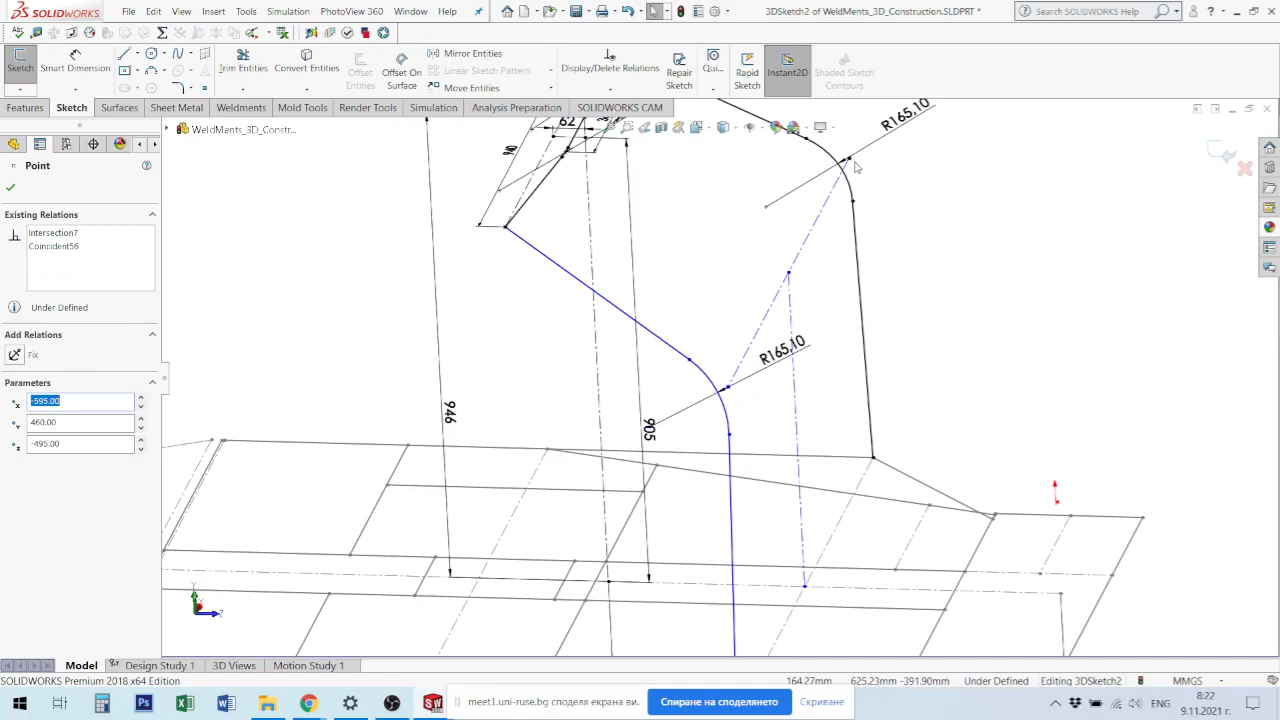 SOLIDWORKS
File Edit View Insert Tools Simulation PhotoView 360 Window Help
3DSketch2 of WeldMents_3D_Construction.SLDPRT *
Search SOLIDWORKS Help
Sketch
mart Dimension
Trim Entities
Convert Entities
Offset Entities
Offset On Surface
Mirror Entities
Linear Sketch Pattern
Move Entities
Display/Delete Relations
Repair Sketch
Qui...
Rapid Sketch
Instant2D
Shaded Sketch Contours
Features Sketch Surfaces Sheet Metal Weldments Mold Tools Render Tools Simulation Analysis Preparation SOLIDWORKS CAM
WeldMents_3D_Constr...
Point
Existing Relations
Intersection7
Coincident56
Under Defined
Add Relations
Fix
Parameters
-595.00
460.00
-495.00
62
R165,10
R165,10
946
905
Model 3D Views Motion Study 1 Design Study 1
SOLIDWORKS Premium 2018 x64 Edition
164.27mm 625.23mm -391.90mm Under Defined Editing 3DSketch2 MMGS
meet1.uni-ruse.bg споделя екрана ви.
Спиране на споделянето
Скриване
ENG
8:22
9.11.2021 г.